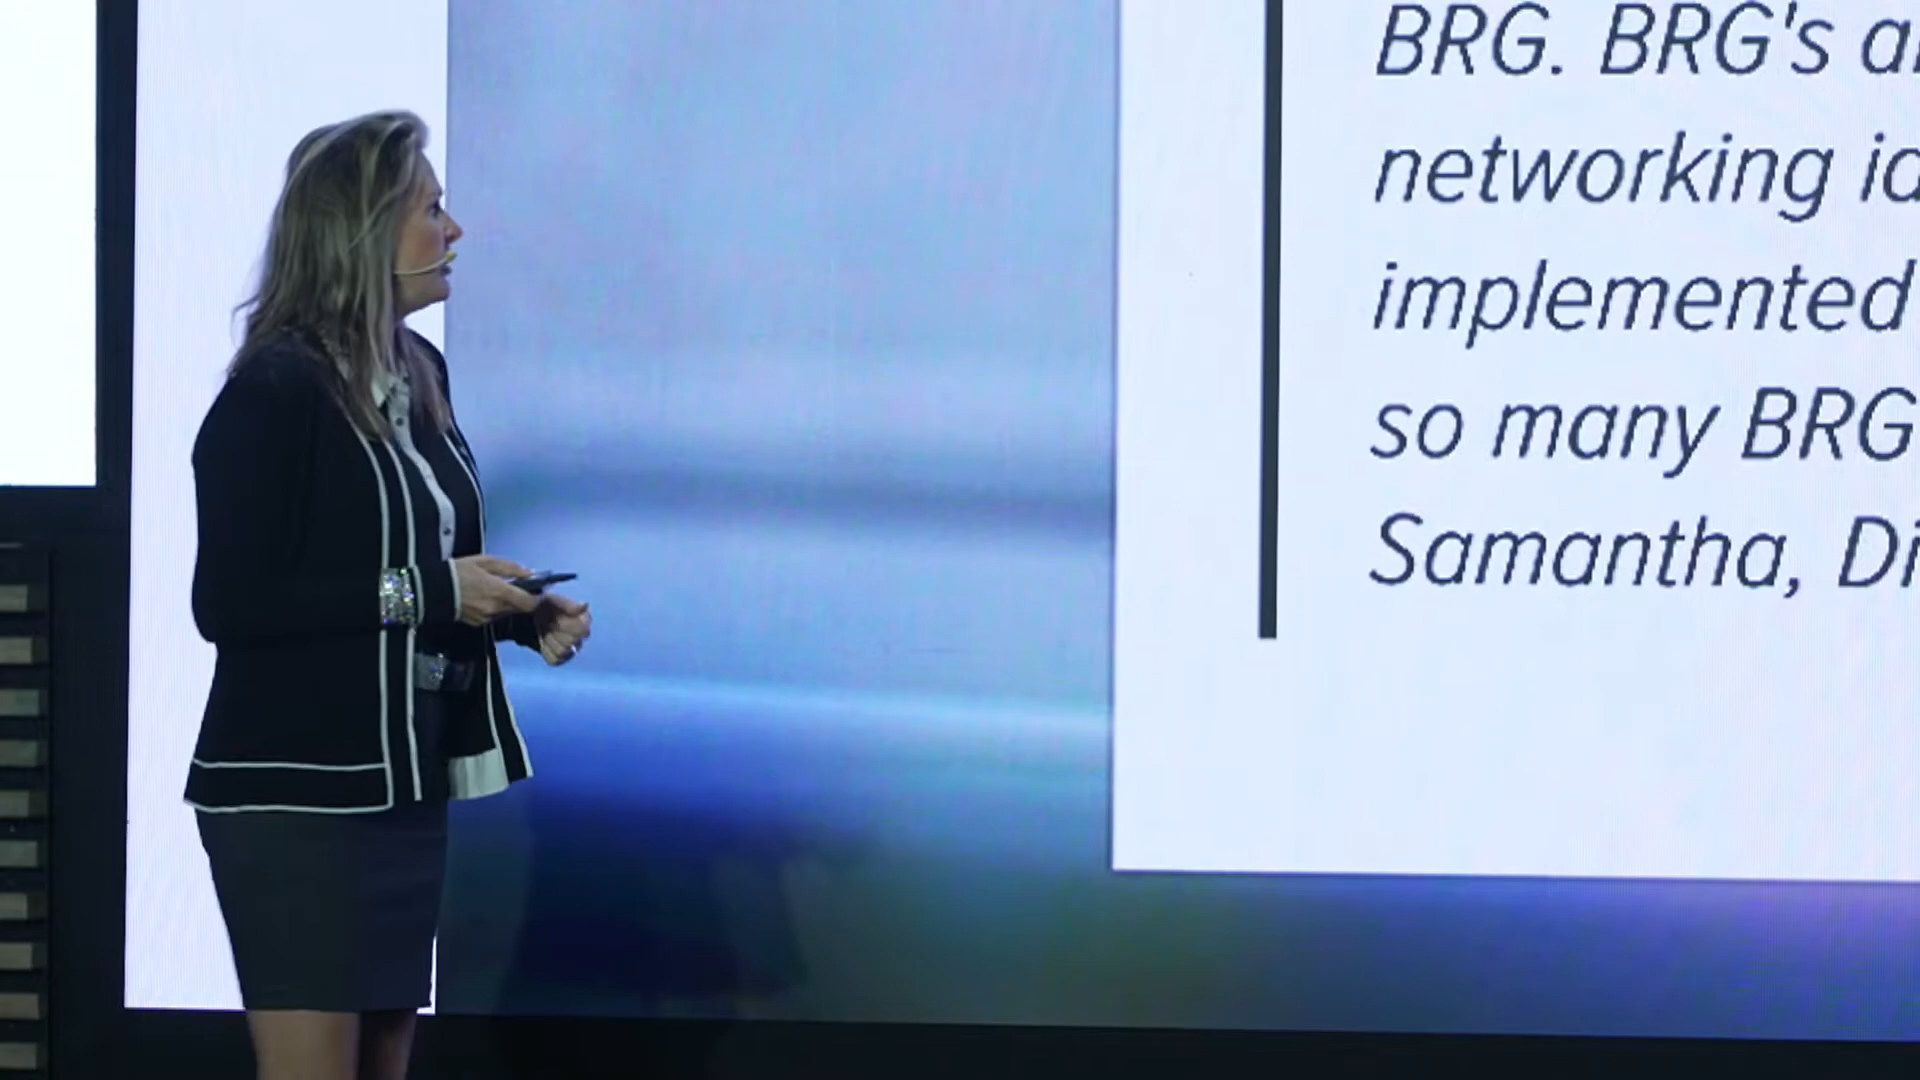 BRG. BRG's
networking
implemented
so many BRG
Samantha,